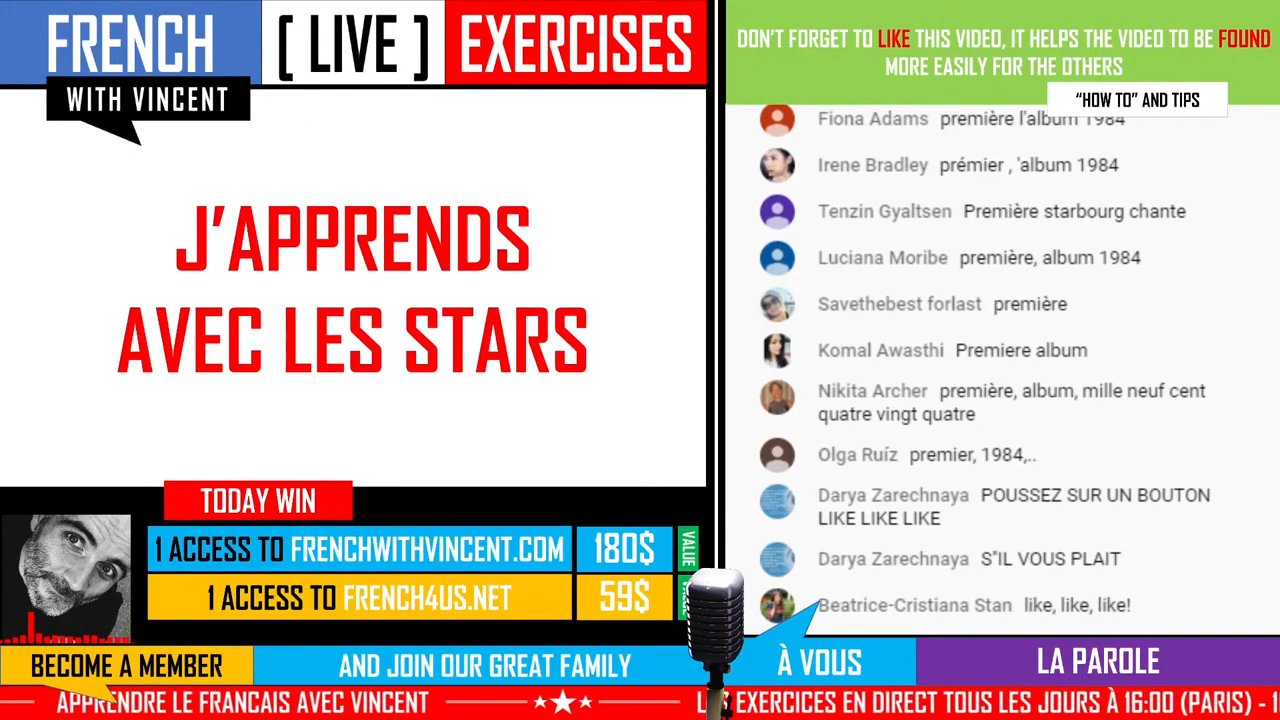 FRENCH [ LIVE ] EXERCISES
WITH VINCENT
J'APPRENDS
AVEC LES STARS
TODAY WIN
1 ACCESS TO FRENCHWITHVINCENT.COM 180$ VALUE
1 ACCESS TO FRENCH4US.NET 59$
BECOME A MEMBER AND JOIN OUR GREAT FAMILY
DON'T FORGET TO LIKE THIS VIDEO, IT HELPS THE VIDEO TO BE FOUND
MORE EASILY FOR THE OTHERS
"HOW TO" AND TIPS
Fiona Adams première l'album 1984
Irene Bradley prémier , 'album 1984
Tenzin Gyaltsen Première starbourg chante
Luciana Moribe première, album 1984
Savethebest forlast première
Komal Awasthi Premiere album
Nikita Archer première, album, mille neuf cent
quatre vingt quatre
Olga Ruíz premier, 1984,..
Darya Zarechnaya POUSSEZ SUR UN BOUTON
LIKE LIKE LIKE
Darya Zarechnaya S"IL VOUS PLAIT
Beatrice-Cristiana Stan like, like, like!
À VOUS LA PAROLE
APPRENDRE LE FRANCAIS AVEC VINCENT EXERCICES EN DIRECT TOUS LES JOURS À 16:00 (PARIS) - 1